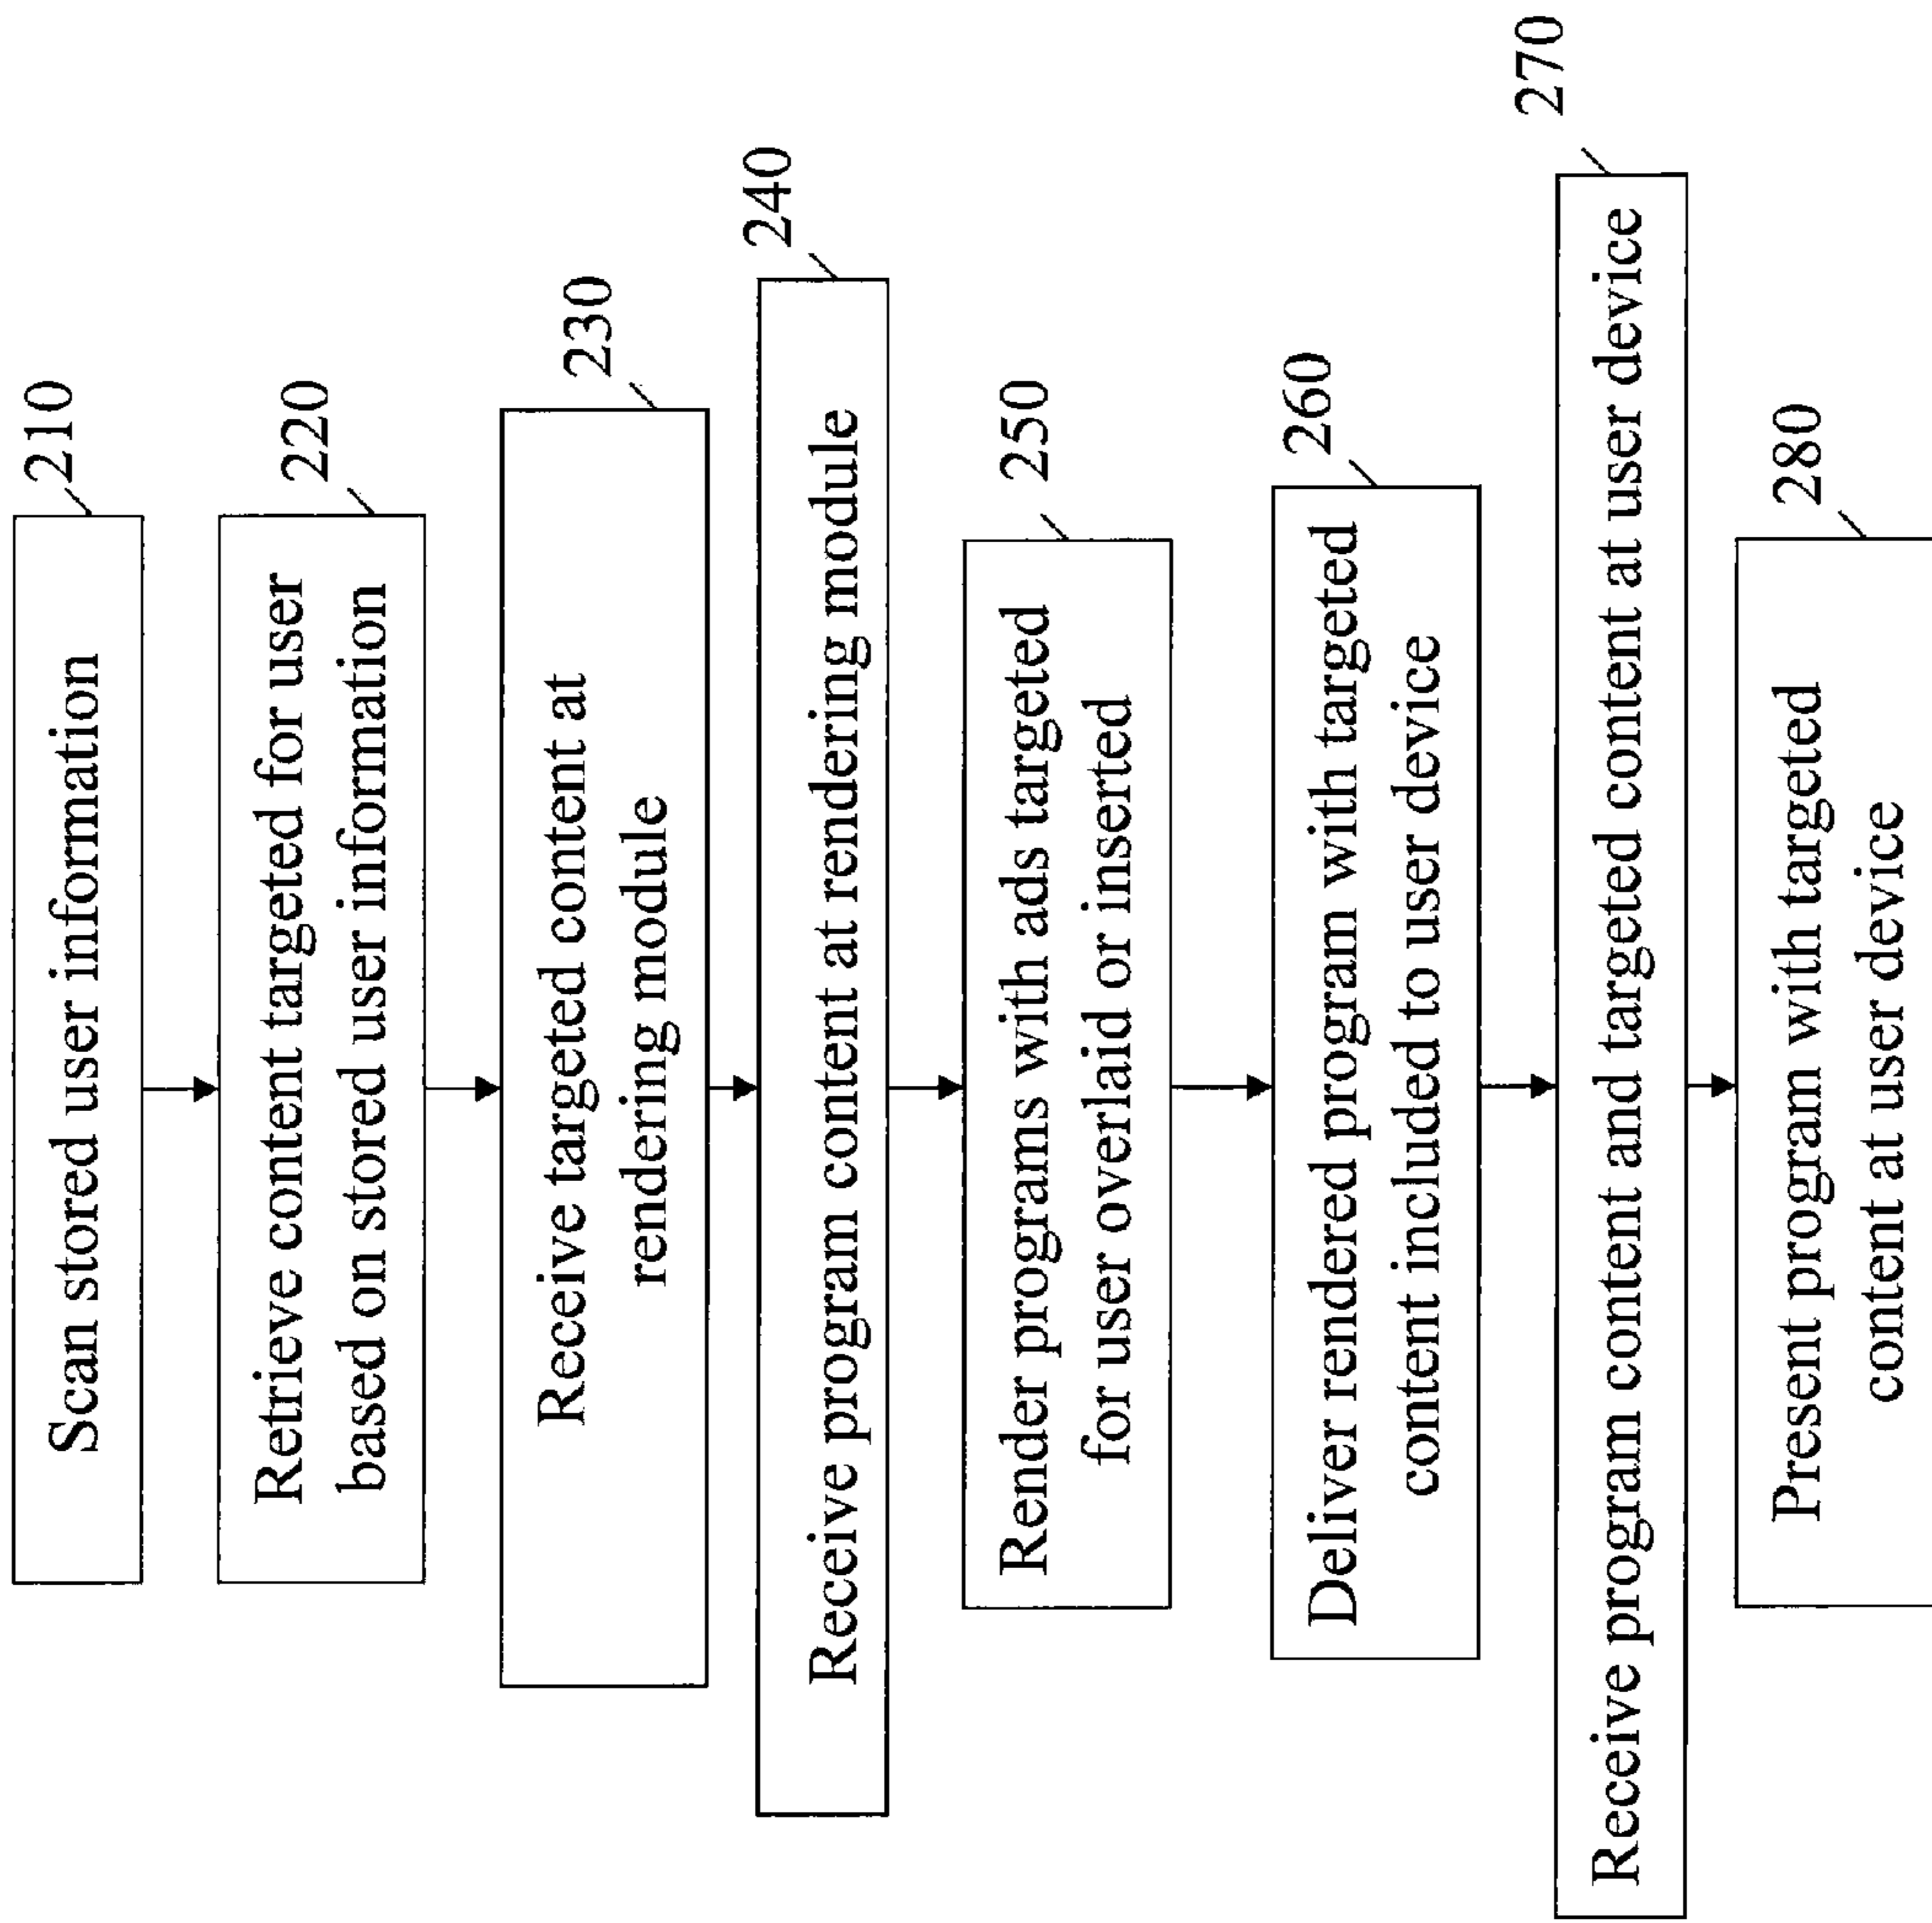 210
Scan stored user information
220
Retrieve content targeted for user
based on stored user information
230
Receive targeted content at
rendering module
240
Receive program content at rendering module
250
Render programs with ads targeted
for user overlaid or inserted
260
Deliver rendered program with targeted
content included to user device
270
Receive program content and targeted content at user device
280
Present program with targeted
content at user device